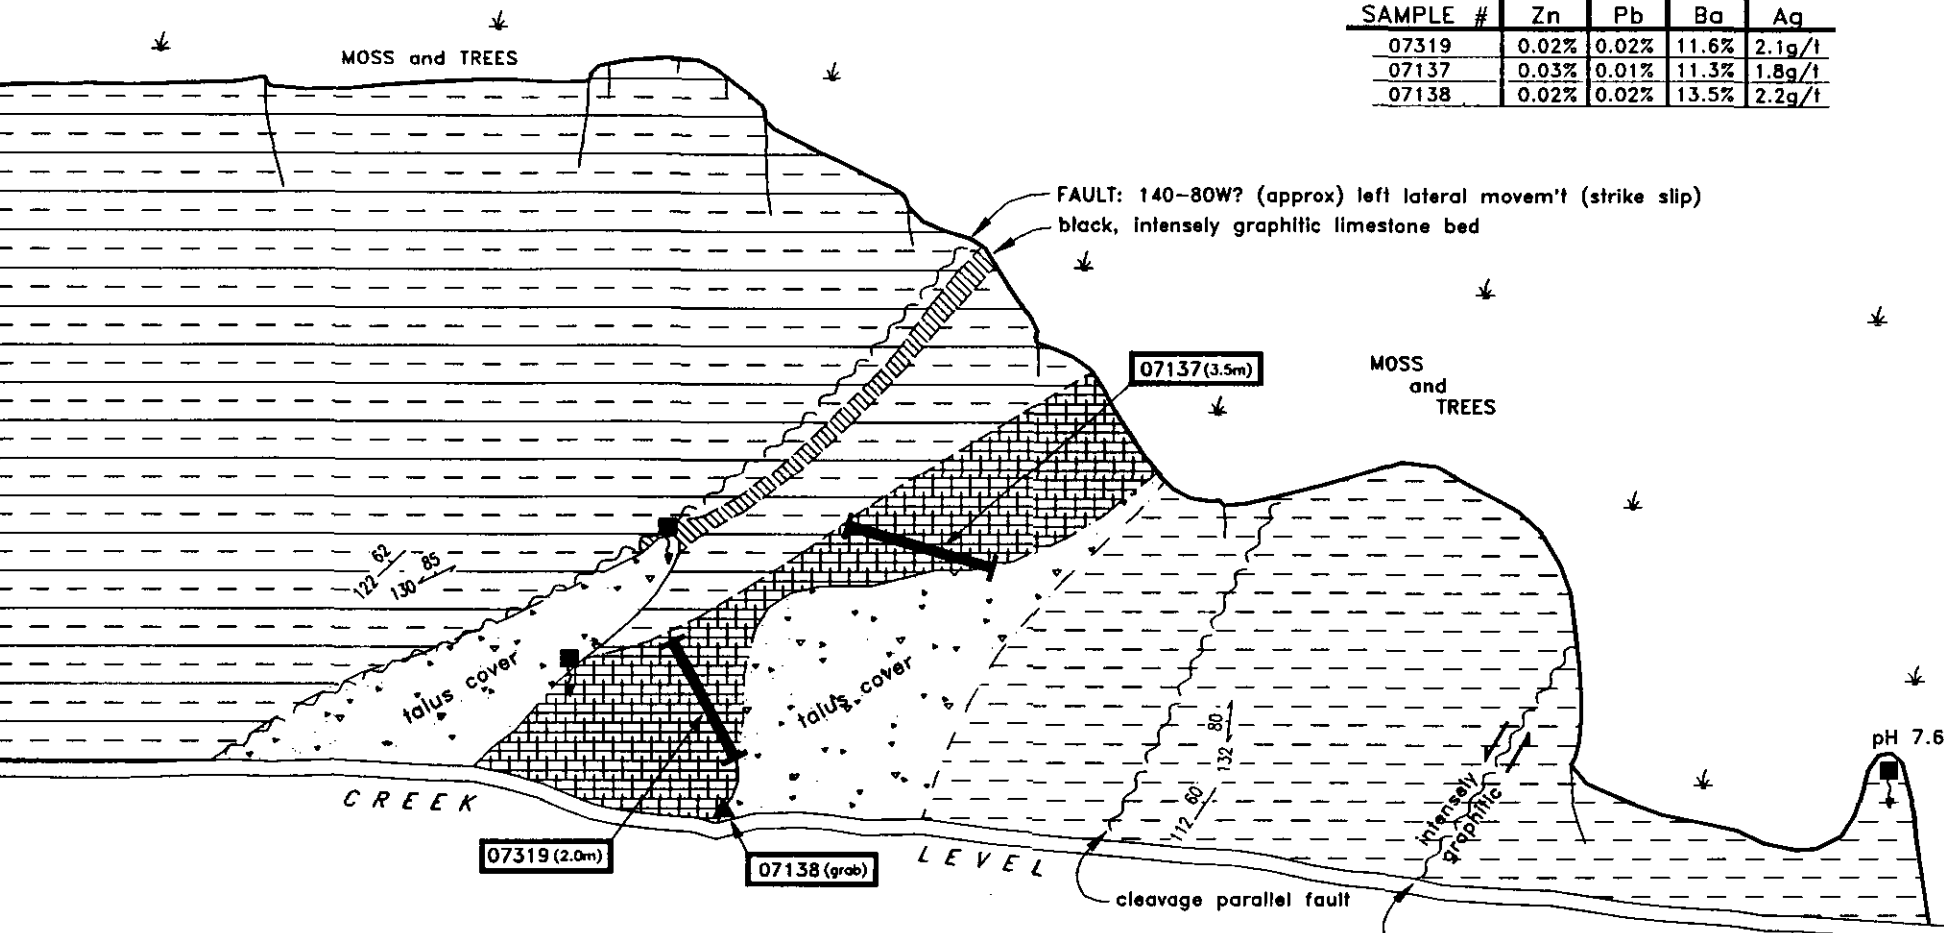 SAMPLE # Zn Pb Ba Ag
07319 0.02% 0.02% 11.6% 2.1g/t
07137 0.03% 0.01% 11.3% 1.8g/t
07138 0.02% 0.02% 13.5% 2.2g/t
MOSS and TREES
FAULT: 140-80W? (approx) left lateral movem't (strike slip)
black, intensely graphitic limestone bed
07137 (3.5m)
MOSS
and
TREES
122 62
130 85
talus cover
talus cover
80
132
60
112
intensely
graphitic
pH 7.6
CREEK
LEVEL
07319 (2.0m)
07138 (grab)
cleavage parallel fault